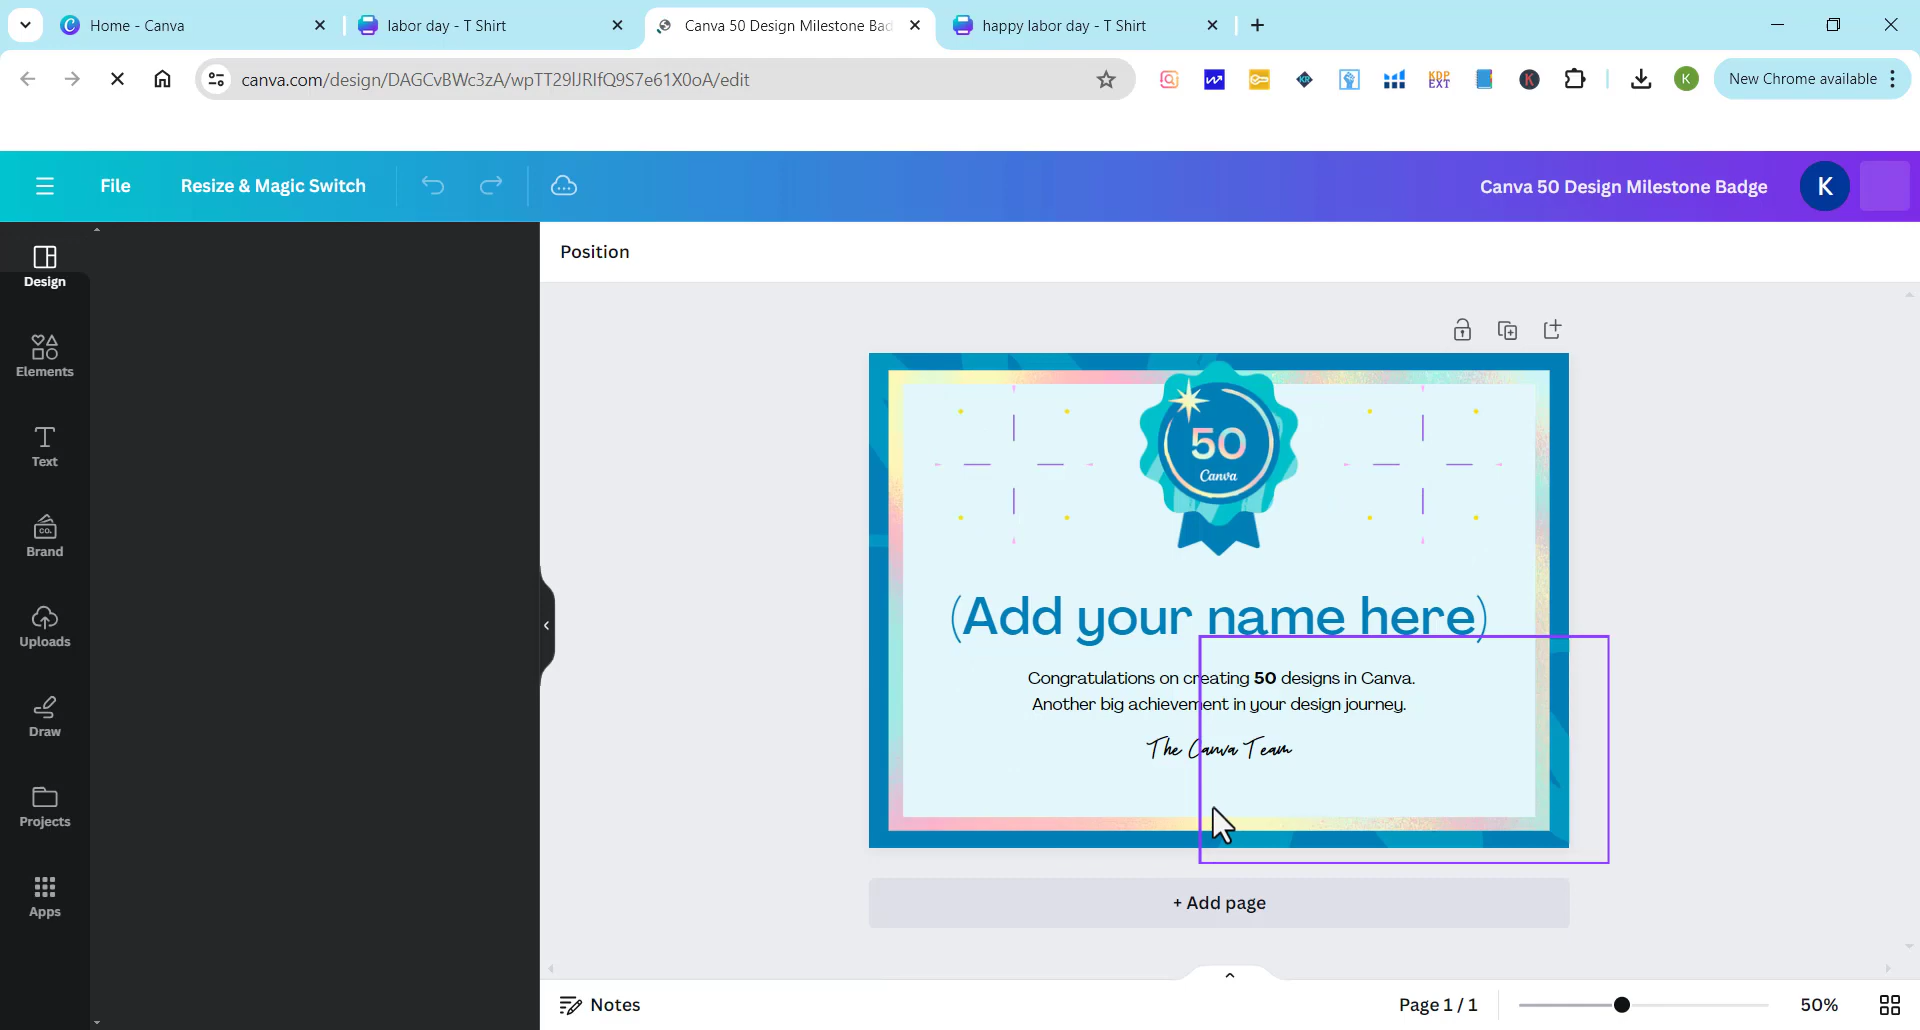 Home - Canva
labor day - T Shirt
Canva 50 Design Milestone Bad
happy labor day - T Shirt
canva.com/design/DAGCvBWc3zA/wpTT29lJRIfQ9S7e61X0oA/edit
KDP
EXT
K
K
New Chrome available
File
Resize & Magic Switch
Canva 50 Design Milestone Badge
K
Design
Elements
Text
CO.
Brand
Uploads
Draw
Projects
Apps
Position
50
Canva
(Add your name here)
Congratulations on creating 50 designs in Canva.
Another big achievement in your design journey.
The Canva Team
+ Add page
Notes
Page 1 / 1
50%